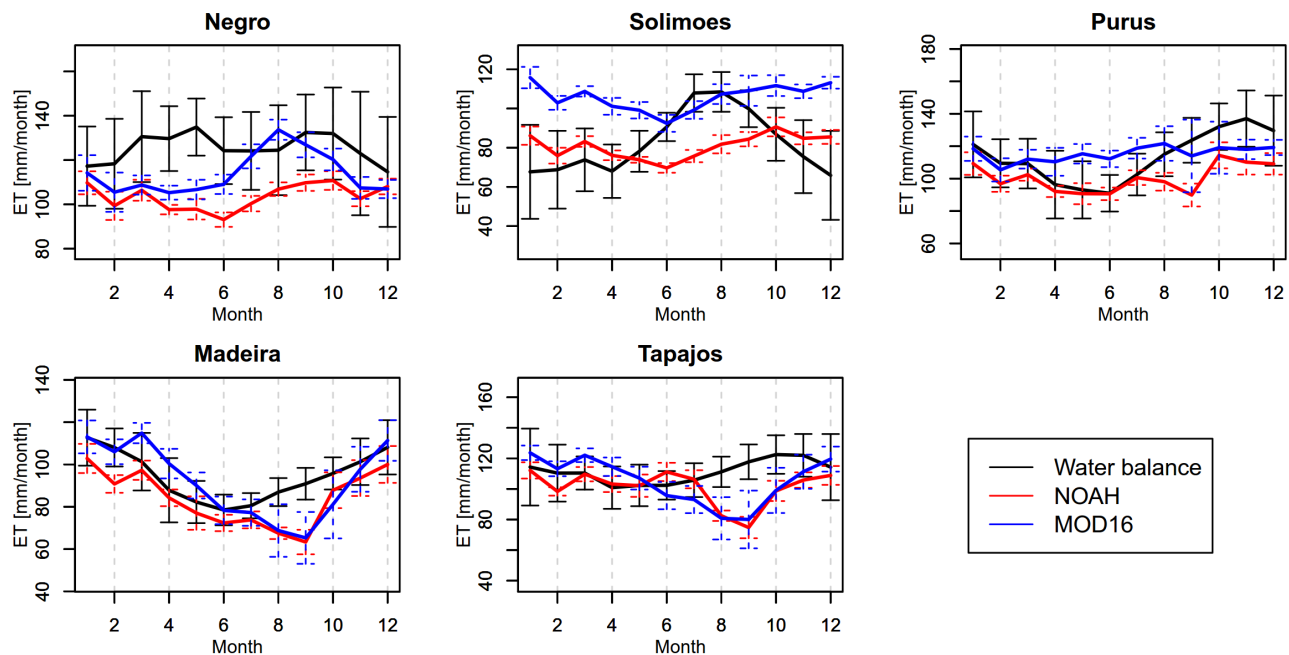 Negro
ET [mm/month]
80 100 120 140
2 4 6 8 10 12
Month
Solimoes
ET [mm/month]
40 60 80 120
2 4 6 8 10 12
Month
Purus
ET [mm/month]
60 100 140 180
2 4 6 8 10 12
Month
Madeira
ET [mm/month]
40 60 80 100 140
2 4 6 8 10 12
Month
Tapajos
ET [mm/month]
40 80 120 160
2 4 6 8 10 12
Month
Water balance
NOAH
MOD16